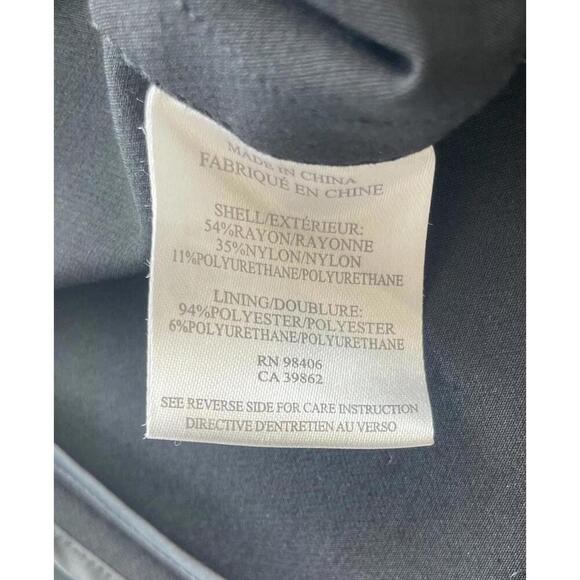 MADE IN CHINA
FABRIQUÉ EN CHINE
SHELL/EXTÉRIEUR:
54%RAYON/RAYONNE
35%NYLON/NYLON
11%POLYURETHANE/POLYURETHANE
LINING/DOUBLURE:
94%POLYESTER/POLYESTER
6%POLYURETHANE/POLYURETHANE
RN 98406
CA 39862
SEE REVERSE SIDE FOR CARE INSTRUCTION
DIRECTIVE D'ENTRETIEN AU VERSO